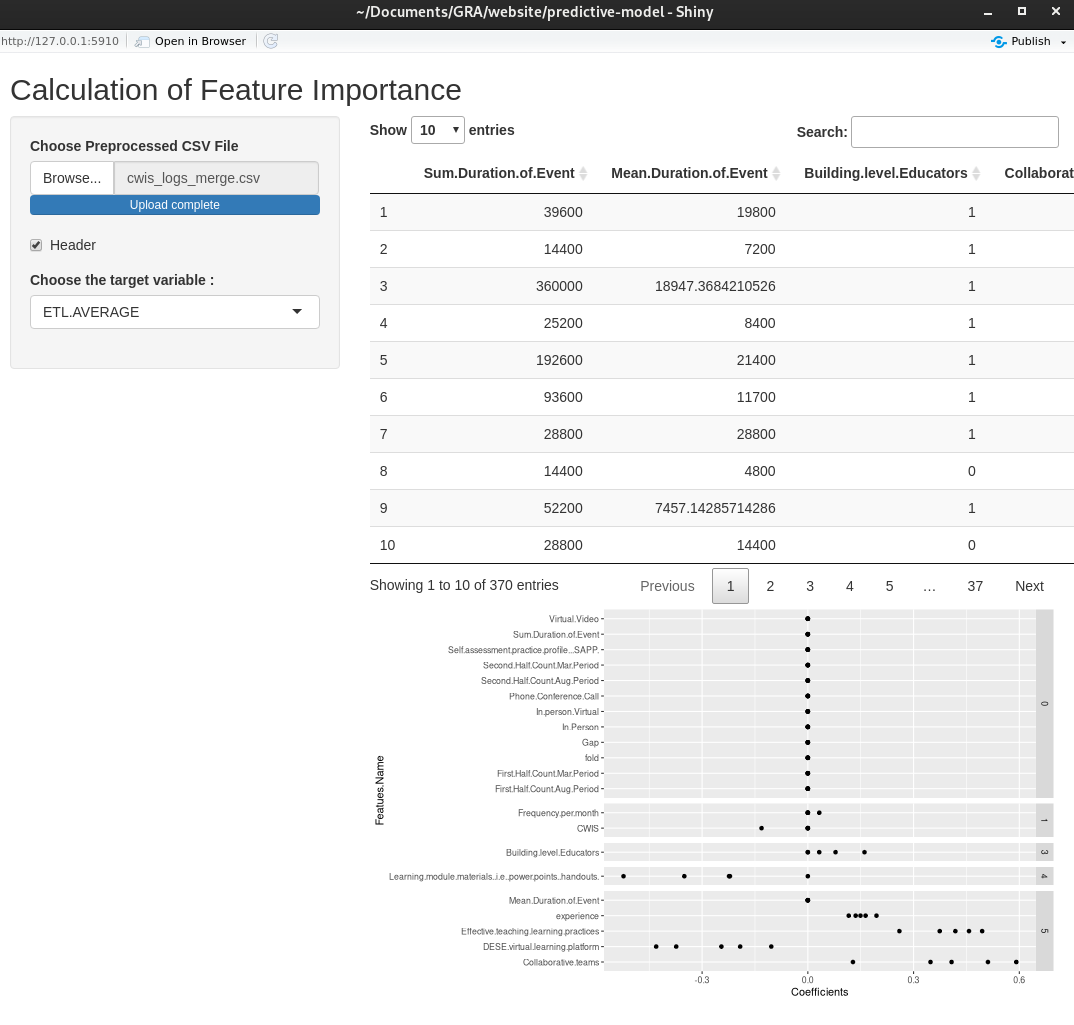 ~/Documents/GRA/website/predictive-model - Shiny
http://127.0.0.1:5910 Open in Browser Publish
Calculation of Feature Importance
Choose Preprocessed CSV File
Browse... cwis_logs_merge.csv
Upload complete
Header
Choose the target variable :
ETL.AVERAGE
Show 10 entries Search:
Sum.Duration.of.Event Mean.Duration.of.Event Building.level.Educators Collaborat
1 39600 19800 1
2 14400 7200 1
3 360000 18947.3684210526 1
4 25200 8400 1
5 192600 21400 1
6 93600 11700 1
7 28800 28800 1
8 14400 4800 0
9 52200 7457.14285714286 1
10 28800 14400 0
Showing 1 to 10 of 370 entries Previous 1 2 3 4 5 … 37 Next
Featues.Name
Virtual.Video
Sum.Duration.of.Event
Self.assessment.practice.profile...SAPP.
Second.Half.Count.Mar.Period
Second.Half.Count.Aug.Period
Phone.Conference.Call
In.person.Virtual
In.Person
Gap
fold
First.Half.Count.Mar.Period
First.Half.Count.Aug.Period
0
Frequency.per.month
CWIS
1
Building.level.Educators
3
Learning.module.materials..i.e..power.points..handouts.
4
Mean.Duration.of.Event
experience
Effective.teaching.learning.practices
DESE.virtual.learning.platform
Collaborative.teams
5
-0.3 0.0 0.3 0.6
Coefficients